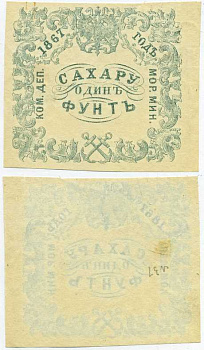 1867 ГОДЪ
КОМ. ДЕП.
САХАРУ
ОДИНЪ
ФУНТЪ
МОР. МИН.